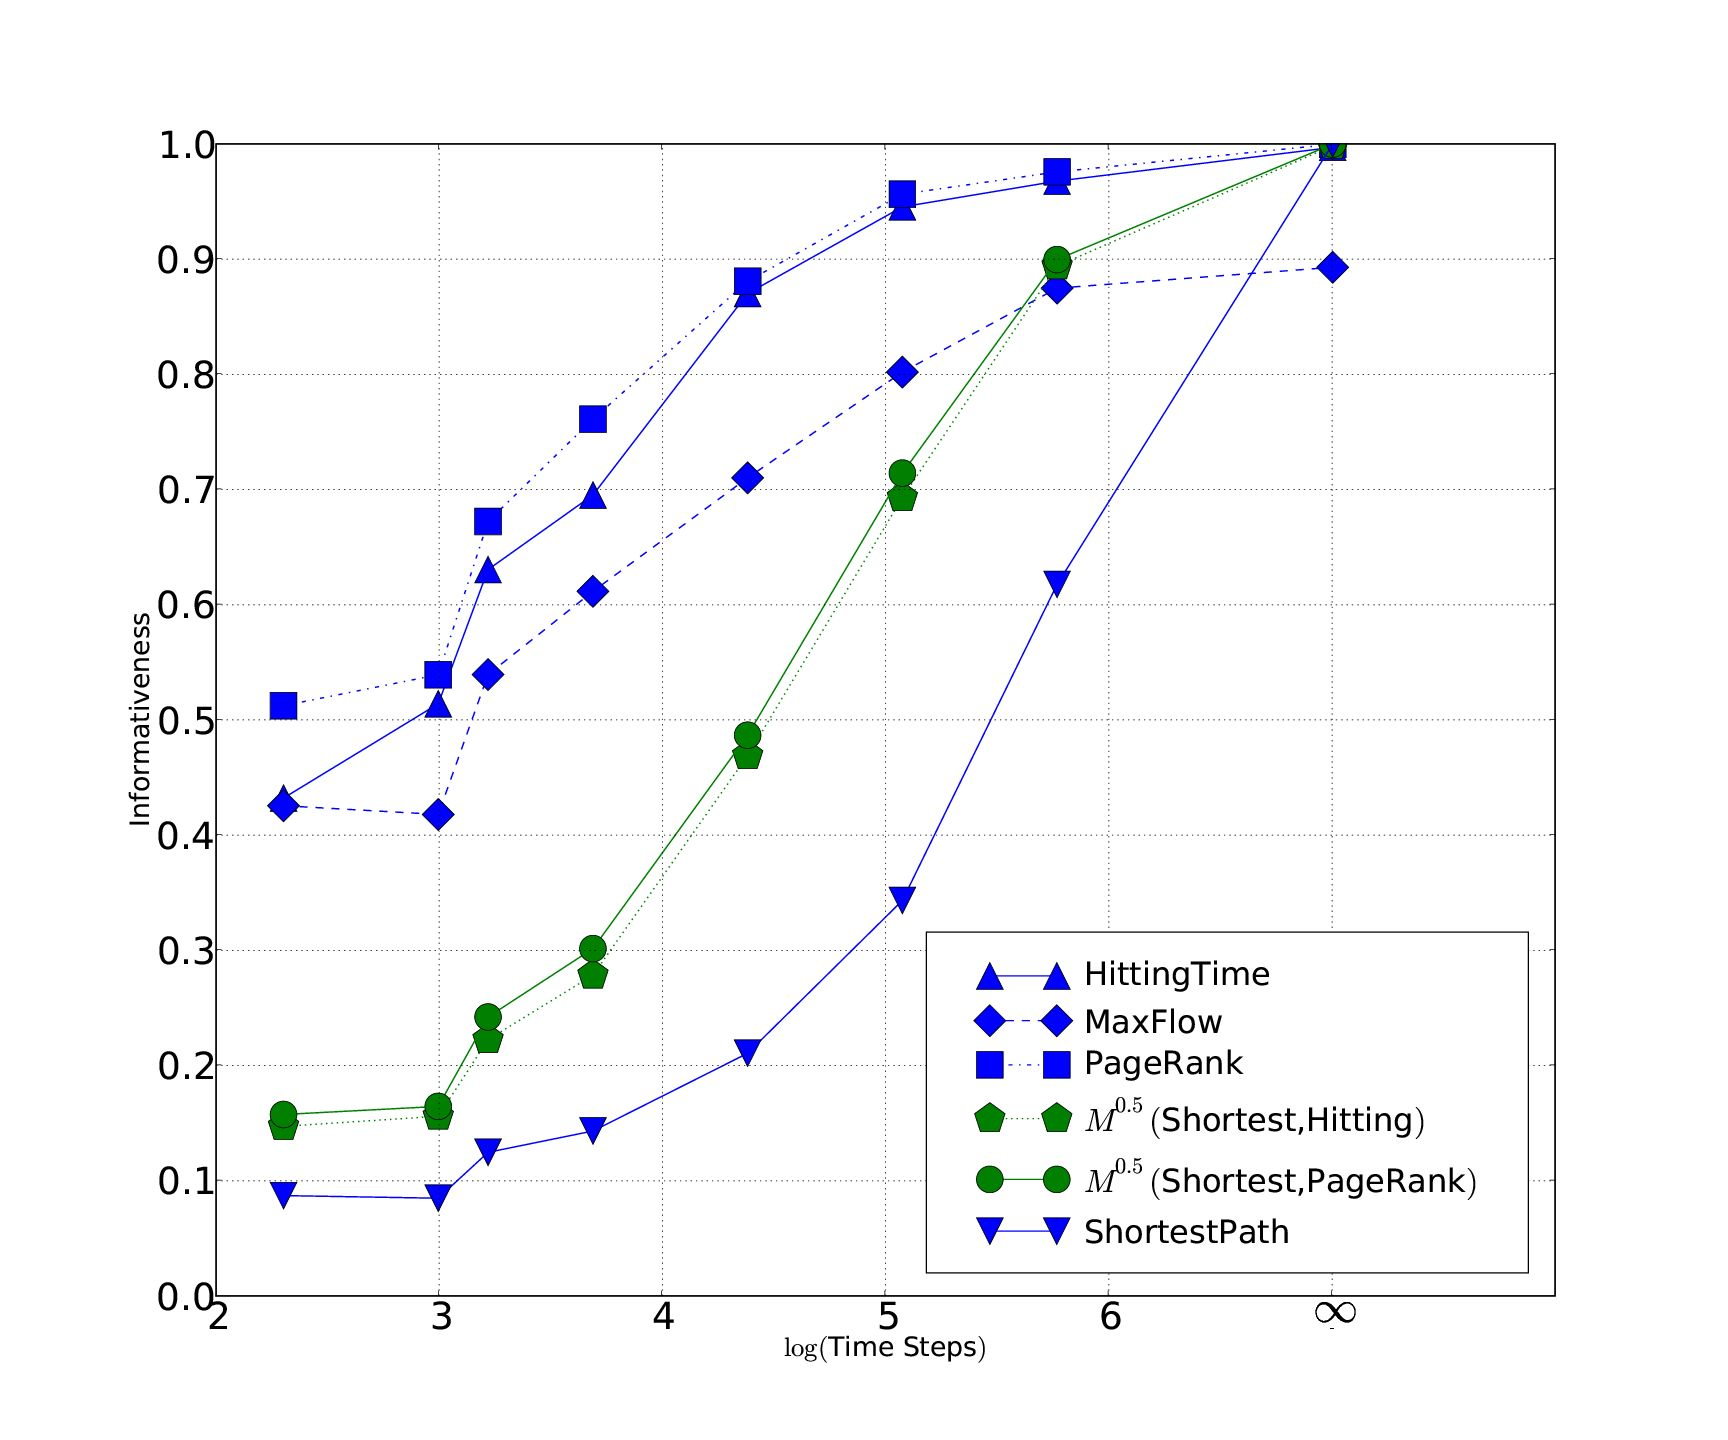 1.0
0.9
0.8
0.7
0.6
0.5
0.4
0.3
0.2
0.1
0.0
Informativeness
2 3 4 5 6 ∞
log(Time Steps)
HittingTime
MaxFlow
PageRank
M^0.5 (Shortest,Hitting)
M^0.5 (Shortest,PageRank)
ShortestPath